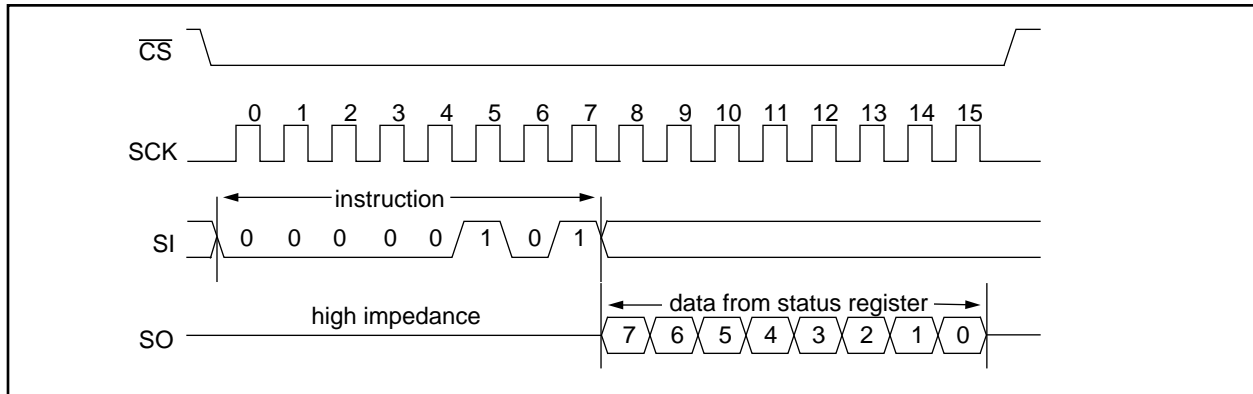 CS
0 1 2 3 4 5 6 7 8 9 10 11 12 13 14 15
SCK
instruction
SI 0 0 0 0 0 1 0 1
data from status register
high impedance
SO 7 6 5 4 3 2 1 0